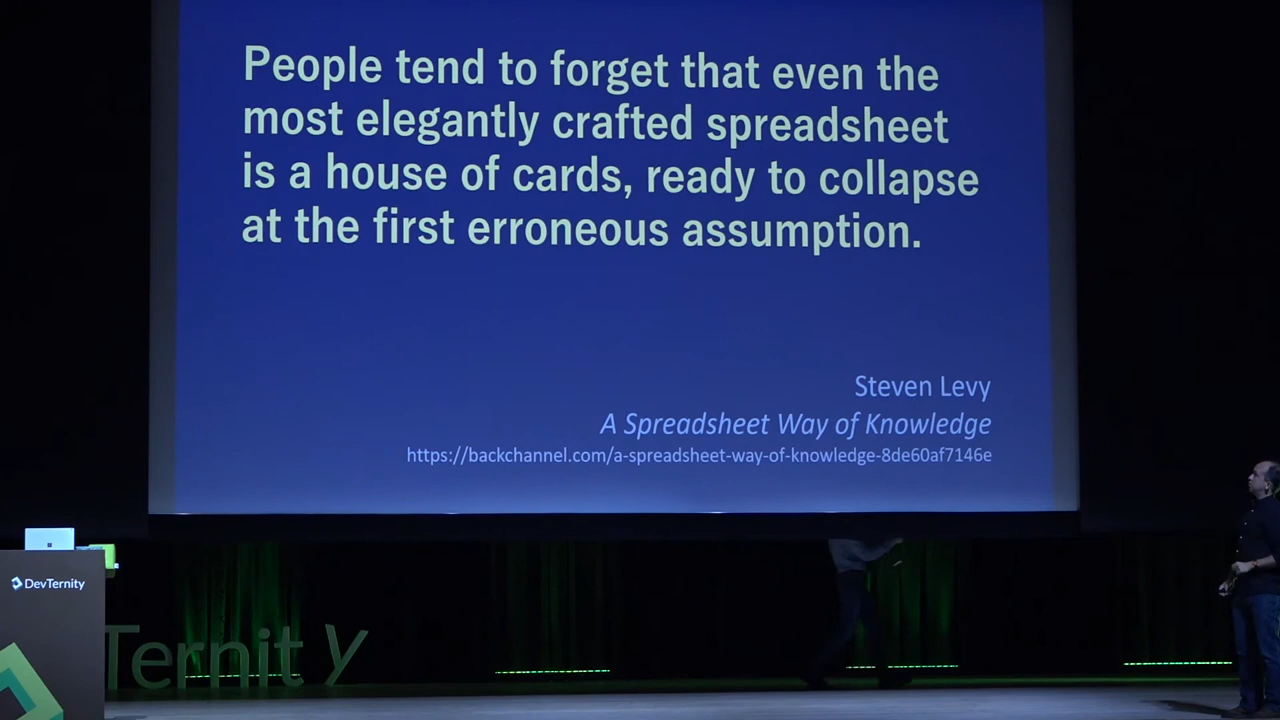 People tend to forget that even the
most elegantly crafted spreadsheet
is a house of cards, ready to collapse
at the first erroneous assumption.
Steven Levy
A Spreadsheet Way of Knowledge
https://backchannel.com/a-spreadsheet-way-of-knowledge-8de60af7146e
DevTernity
Ternity